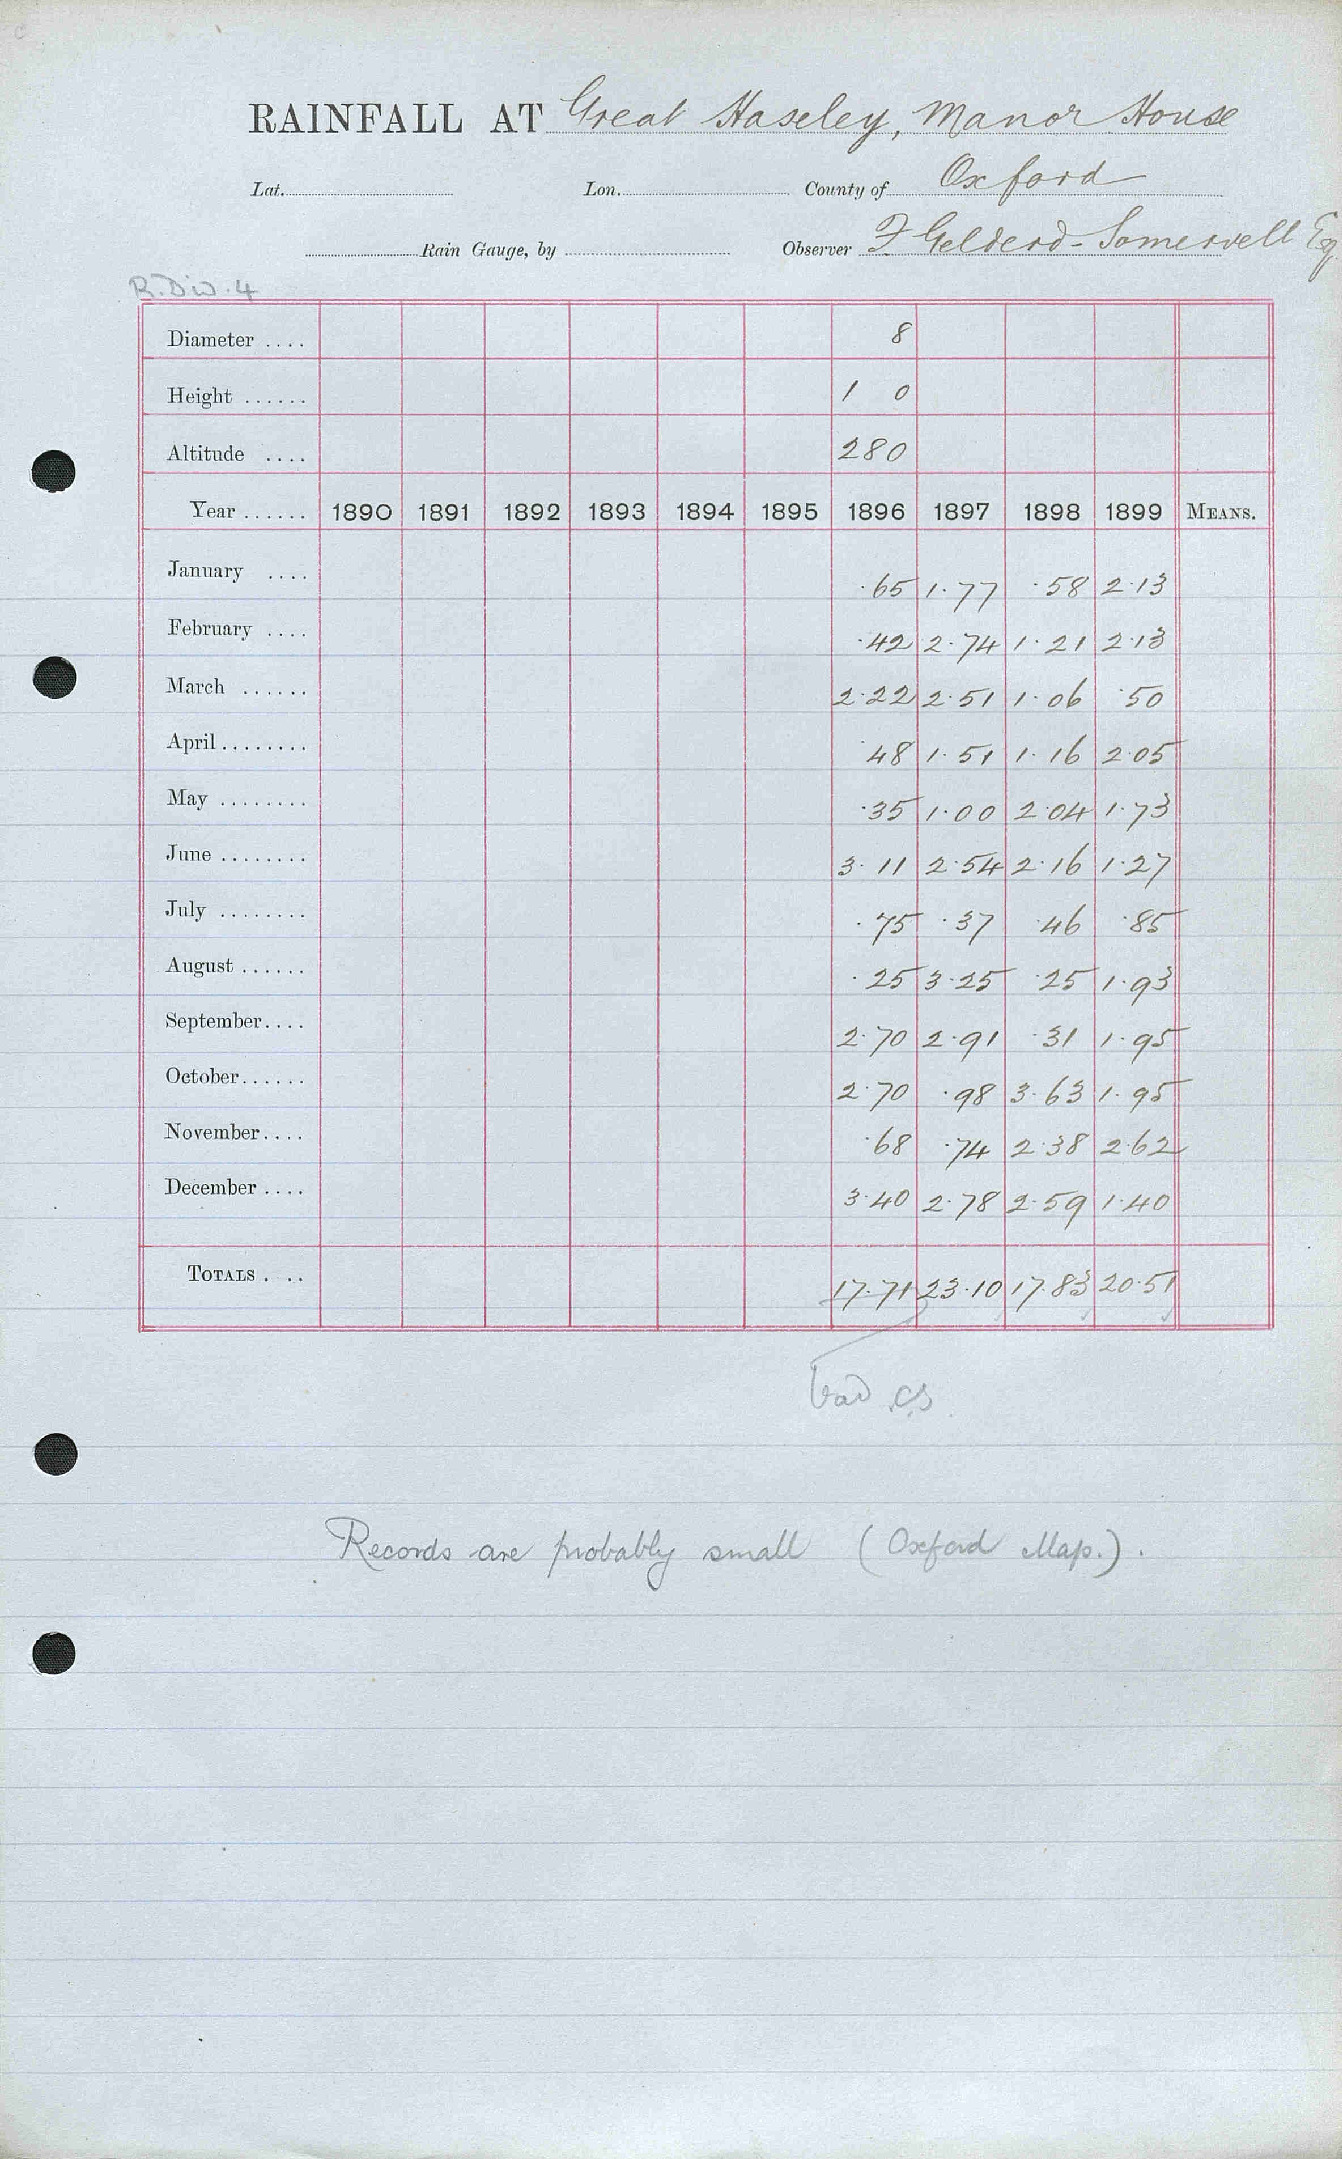 RAINFALL AT Great Haseley, Manor House
Lat. Lon. County of Oxford
Rain Gauge, by Observer F Gelderd-Somervell Esq
R. Div. 4
Diameter .... 8
Height ...... 1 0
Altitude .... 280
Year ...... 1890 1891 1892 1893 1894 1895 1896 1897 1898 1899 MEANS.
January .... ·65 1·77 ·58 2·13
February .... ·42 2·74 1·21 2·13
March ...... 2·22 2·51 1·06 ·50
April ........ ·48 1·51 1·16 2·05
May ........ ·35 1·00 2·04 1·73
June ........ 3·11 2·54 2·16 1·27
July ........ ·75 ·37 ·46 ·85
August ...... ·25 3·25 ·25 1·93
September.... 2·70 2·91 ·31 1·95
October...... 2·70 ·98 3·63 1·95
November.... ·68 ·74 2·38 2·62
December .... 3·40 2·78 2·59 1·40
TOTALS . .. 17·71 23·10 17·83 20·51
bad
Records are probably small (Oxford Map.).